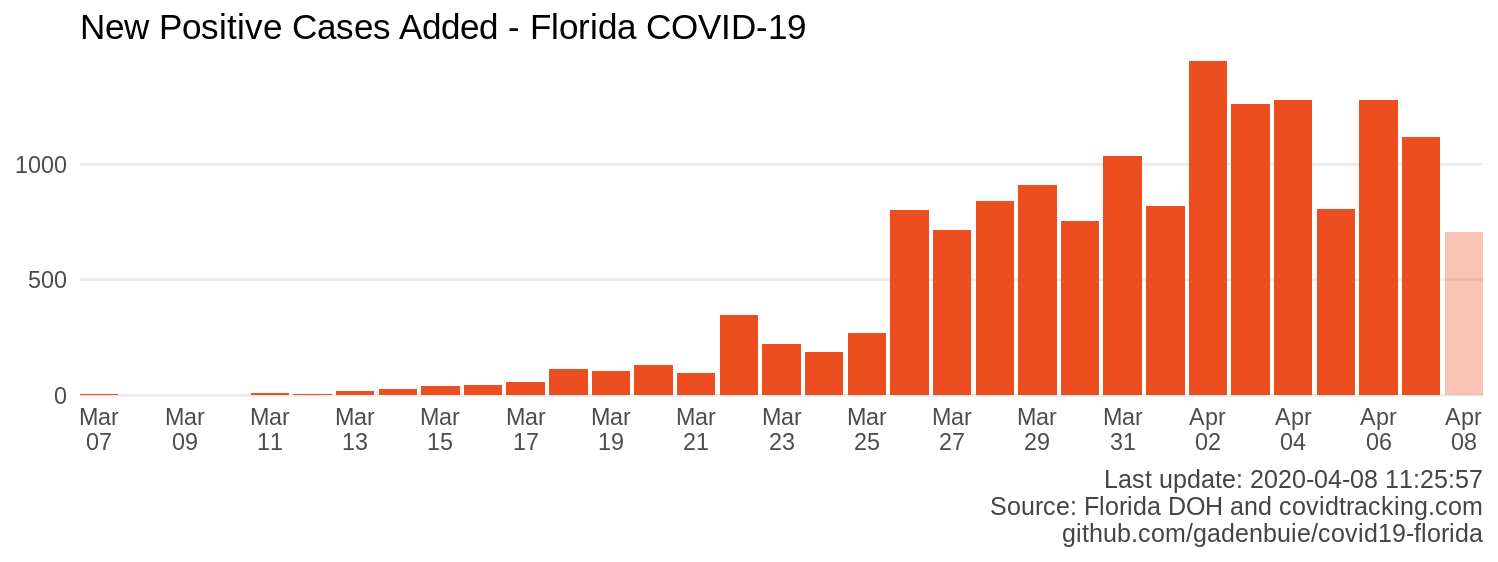 New Positive Cases Added - Florida COVID-19
1000
500
0
Mar Mar Mar Mar Mar Mar Mar Mar Mar Mar Mar Mar Mar Apr Apr Apr Apr
07 09 11 13 15 17 19 21 23 25 27 29 31 02 04 06 08
Last update: 2020-04-08 11:25:57
Source: Florida DOH and covidtracking.com
github.com/gadenbuie/covid19-florida